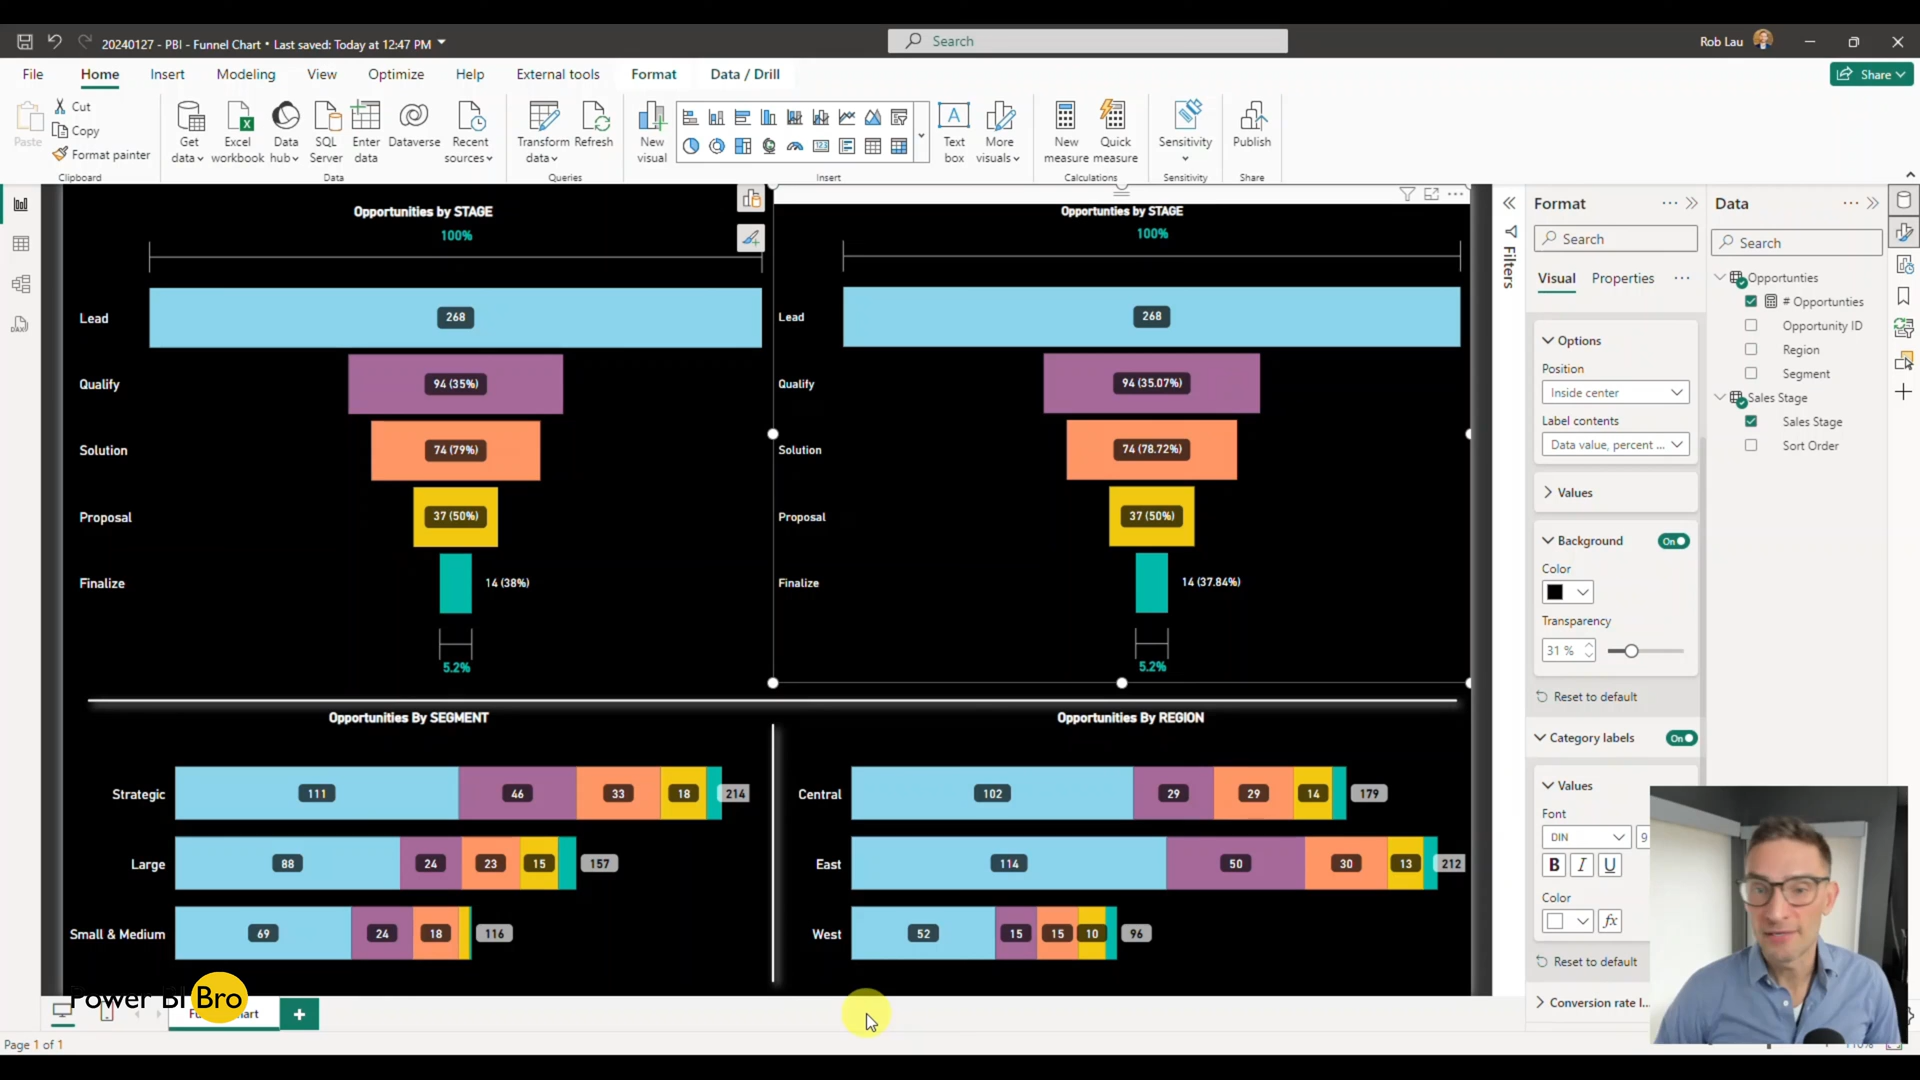 20240127 - PBI - Funnel Chart • Last saved: Today at 12:47 PM
Search
Rob Lau
File
Home
Insert
Modeling
View
Optimize
Help
External tools
Format
Data / Drill
Share
Paste
Cut
Copy
Format painter
Clipboard
Get data
Excel workbook
Data hub
SQL Server
Enter data
Dataverse
Recent sources
Data
Transform data
Refresh
Queries
New visual
Text box
More visuals
Insert
New measure
Quick measure
Calculations
Sensitivity
Sensitivity
Publish
Share
Opportunities by STAGE
100%
Lead
268
Qualify
94 (35%)
Solution
74 (79%)
Proposal
37 (50%)
Finalize
14 (38%)
5.2%
Opportunities by STAGE
100%
Lead
268
Qualify
94 (35.07%)
Solution
74 (78.72%)
Proposal
37 (50%)
Finalize
14 (37.84%)
5.2%
Opportunities By SEGMENT
Strategic
111
46
33
18
214
Large
88
24
23
15
157
Small & Medium
69
24
18
116
Opportunities By REGION
Central
102
29
29
14
179
East
114
50
30
13
212
West
52
15
15
10
96
Filters
Format
Search
Visual
Properties
Options
Position
Inside center
Label contents
Data value, percent ...
Values
Background
On
Color
Transparency
31 %
Reset to default
Category labels
On
Values
Font
DIN
9
B
I
U
Color
fx
Reset to default
Conversion rate l...
Data
Search
Opportunties
# Opportunties
Opportunity ID
Region
Segment
Sales Stage
Sales Stage
Sort Order
Power BI Bro
Page 1 of 1